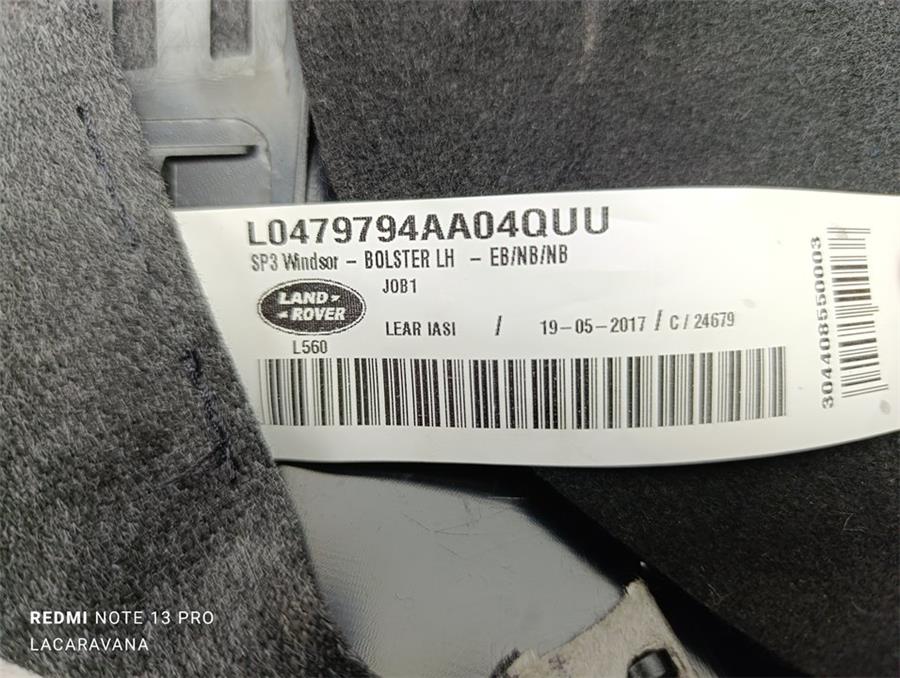 L0479794AA04QUU
SP3 Windsor - BOLSTER LH - EB/NB/NB
JOB1
LAND-
-ROVER
LEAR IASI / 19-05-2017 / C / 24679
L560
304408550003
REDMI NOTE 13 PRO
LACARAVANA